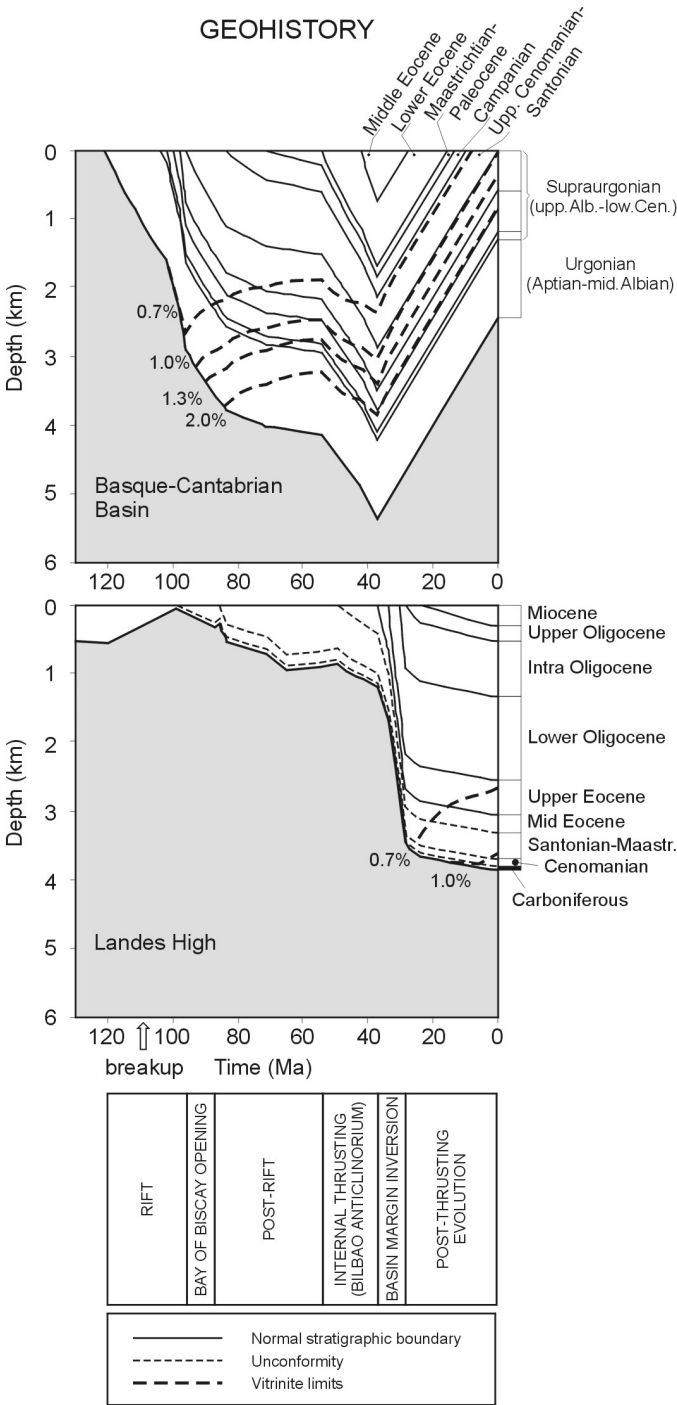 GEOHISTORY
Middle Eocene
Lower Eocene
Maastrichtian-
Paleocene
Campanian
Upp. Cenomanian-
Santonian
0
1
2
3
4
5
6
Depth (km)
0.7%
1.0%
1.3%
2.0%
Supraurgonian
(upp.Alb.-low.Cen.)
Urgonian
(Aptian-mid.Albian)
Basque-Cantabrian
Basin
120 100 80 60 40 20 0
0
1
2
3
4
5
6
Depth (km)
Miocene
Upper Oligocene
Intra Oligocene
Lower Oligocene
Upper Eocene
Mid Eocene
Santonian-Maastr.
Cenomanian
Carboniferous
0.7%
1.0%
Landes High
120 100 80 60 40 20 0
breakup Time (Ma)
RIFT
BAY OF BISCAY OPENING
POST-RIFT
INTERNAL THRUSTING
(BILBAO ANTICLINORIUM)
BASIN MARGIN INVERSION
POST-THRUSTING
EVOLUTION
Normal stratigraphic boundary
Unconformity
Vitrinite limits